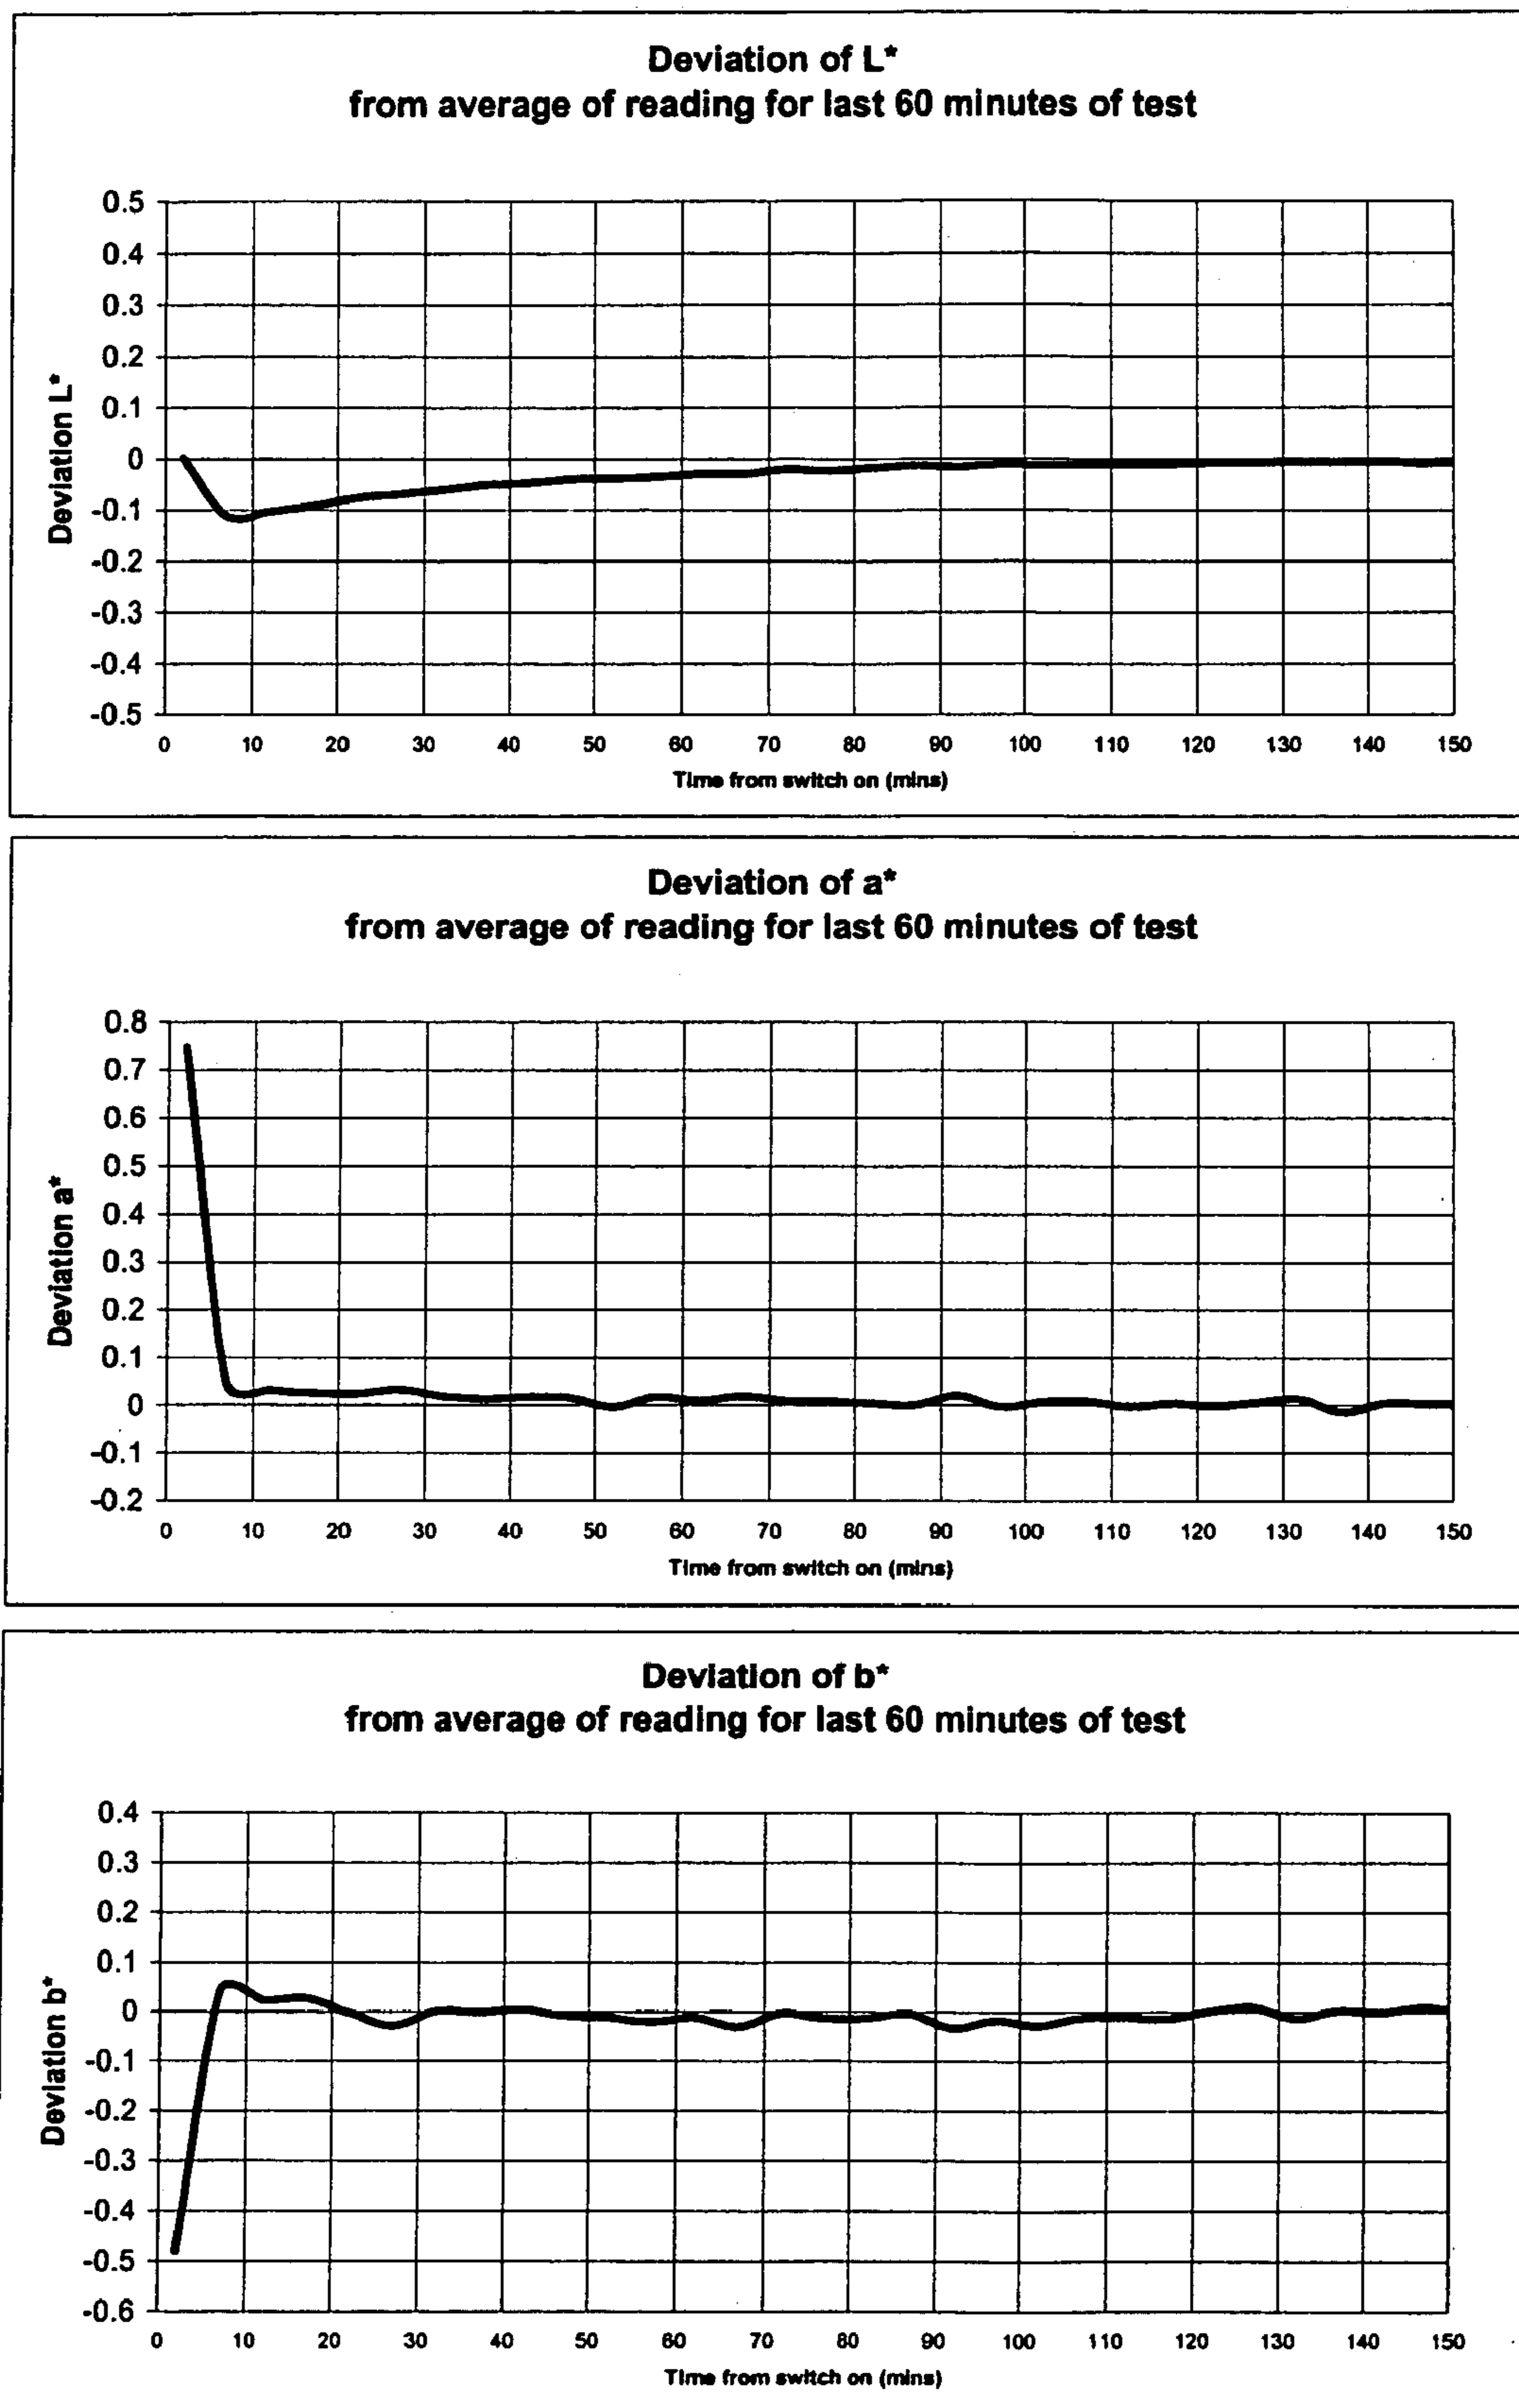 Deviation of L*
from average of reading for last 60 minutes of test
0.5
0.4
0.3
0.2
0.1
0
-0.1
-0.2
-0.3
-0.4
-0.5
Deviation L*
0 10 20 30 40 50 60 70 80 90 100 110 120 130 140 150
Time from switch on (mins)
Deviation of a*
from average of reading for last 60 minutes of test
0.8
0.7
0.6
0.5
0.4
0.3
0.2
0.1
0
-0.1
-0.2
Deviation a*
0 10 20 30 40 50 60 70 80 90 100 110 120 130 140 150
Time from switch on (mins)
Deviation of b*
from average of reading for last 60 minutes of test
0.4
0.3
0.2
0.1
0
-0.1
-0.2
-0.3
-0.4
-0.5
-0.6
Deviation b*
0 10 20 30 40 50 60 70 80 90 100 110 120 130 140 150
Time from switch on (mins)